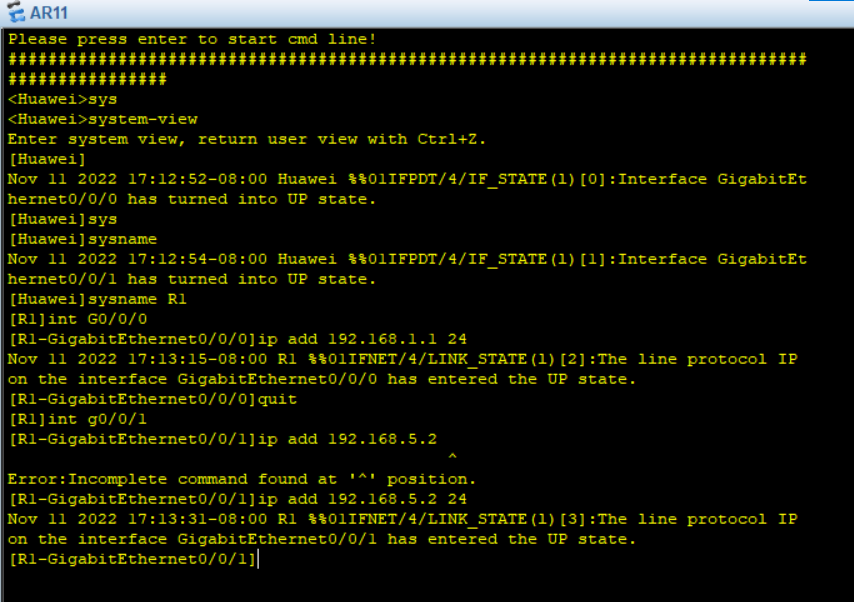 AR11
Please press enter to start cmd line!
################################################################################
################
<Huawei>sys
<Huawei>system-view
Enter system view, return user view with Ctrl+Z.
[Huawei]
Nov 11 2022 17:12:52-08:00 Huawei %%01IFPDT/4/IF_STATE(l)[0]:Interface GigabitEt
hernet0/0/0 has turned into UP state.
[Huawei]sys
[Huawei]sysname
Nov 11 2022 17:12:54-08:00 Huawei %%01IFPDT/4/IF_STATE(l)[1]:Interface GigabitEt
hernet0/0/1 has turned into UP state.
[Huawei]sysname R1
[R1]int G0/0/0
[R1-GigabitEthernet0/0/0]ip add 192.168.1.1 24
Nov 11 2022 17:13:15-08:00 R1 %%01IFNET/4/LINK_STATE(l)[2]:The line protocol IP
on the interface GigabitEthernet0/0/0 has entered the UP state.
[R1-GigabitEthernet0/0/0]quit
[R1]int g0/0/1
[R1-GigabitEthernet0/0/1]ip add 192.168.5.2
^
Error:Incomplete command found at '^' position.
[R1-GigabitEthernet0/0/1]ip add 192.168.5.2 24
Nov 11 2022 17:13:31-08:00 R1 %%01IFNET/4/LINK_STATE(l)[3]:The line protocol IP
on the interface GigabitEthernet0/0/1 has entered the UP state.
[R1-GigabitEthernet0/0/1]